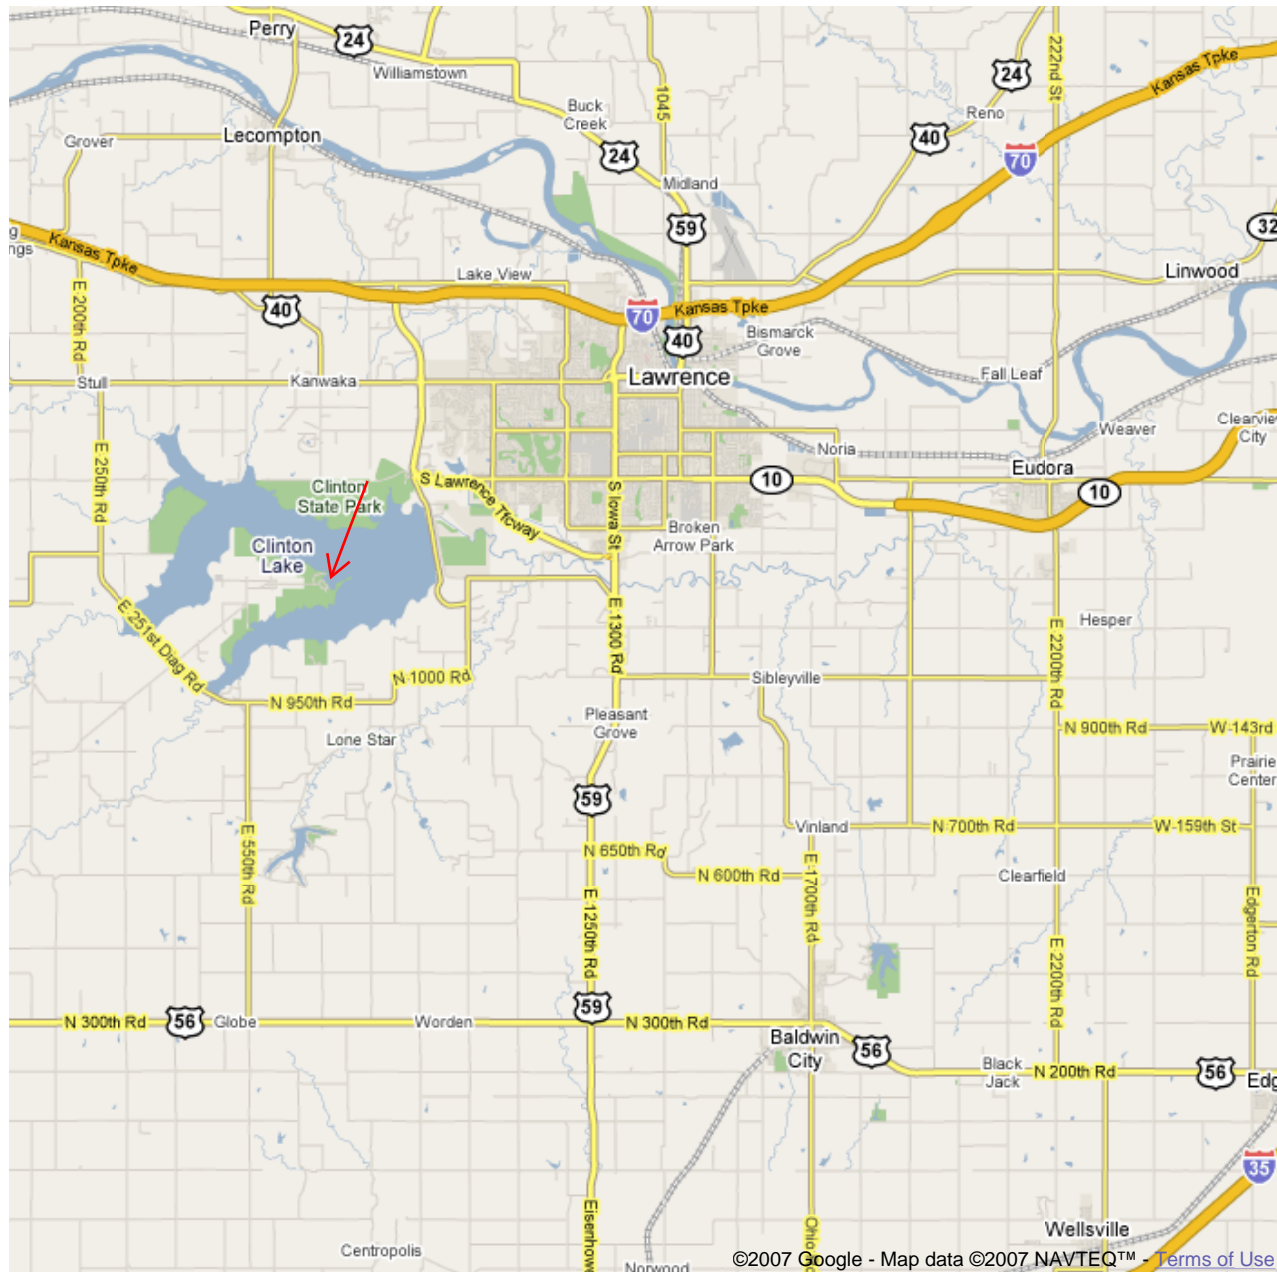 Perry
24
Williamstown
Buck
Creek
24
1045
Midland
59
Reno
24
40
70
222nd St
Kansas Tpke
32
Grover
Lecompton
ngs
Kansas Tpke
E 200th Rd
40
Lake View
70
Kansas Tpke
40
Bismarck
Grove
Linwood
Stull
Kanwaka
Lawrence
Fall Leaf
Weaver
Clearview
City
Noria
Eudora
10
10
E 250th Rd
Clinton
State Park
S Lawrence Tfcway
S Iowa St
Broken
Arrow Park
Clinton
Lake
E 251st Diag Rd
E 1300 Rd
Hesper
E 2200th Rd
N 1000 Rd
N 950th Rd
Sibleyville
Pleasant
Grove
Lone Star
N 900th Rd
W 143rd
Prairie
Center
59
E 550th Rd
N 650th Rd
N 600th Rd
Vinland
N 700th Rd
W 159th St
E 1700th Rd
Clearfield
E 1250th Rd
E 2200th Rd
Edgerton Rd
N 300th Rd
56
Globe
Worden
59
N 300th Rd
Baldwin
City
56
Black
Jack
N 200th Rd
56
Edg
35
Eisenhow
Ohio
Wellsville
Centropolis
Norwood
©2007 Google - Map data ©2007 NAVTEQ™ - Terms of Use